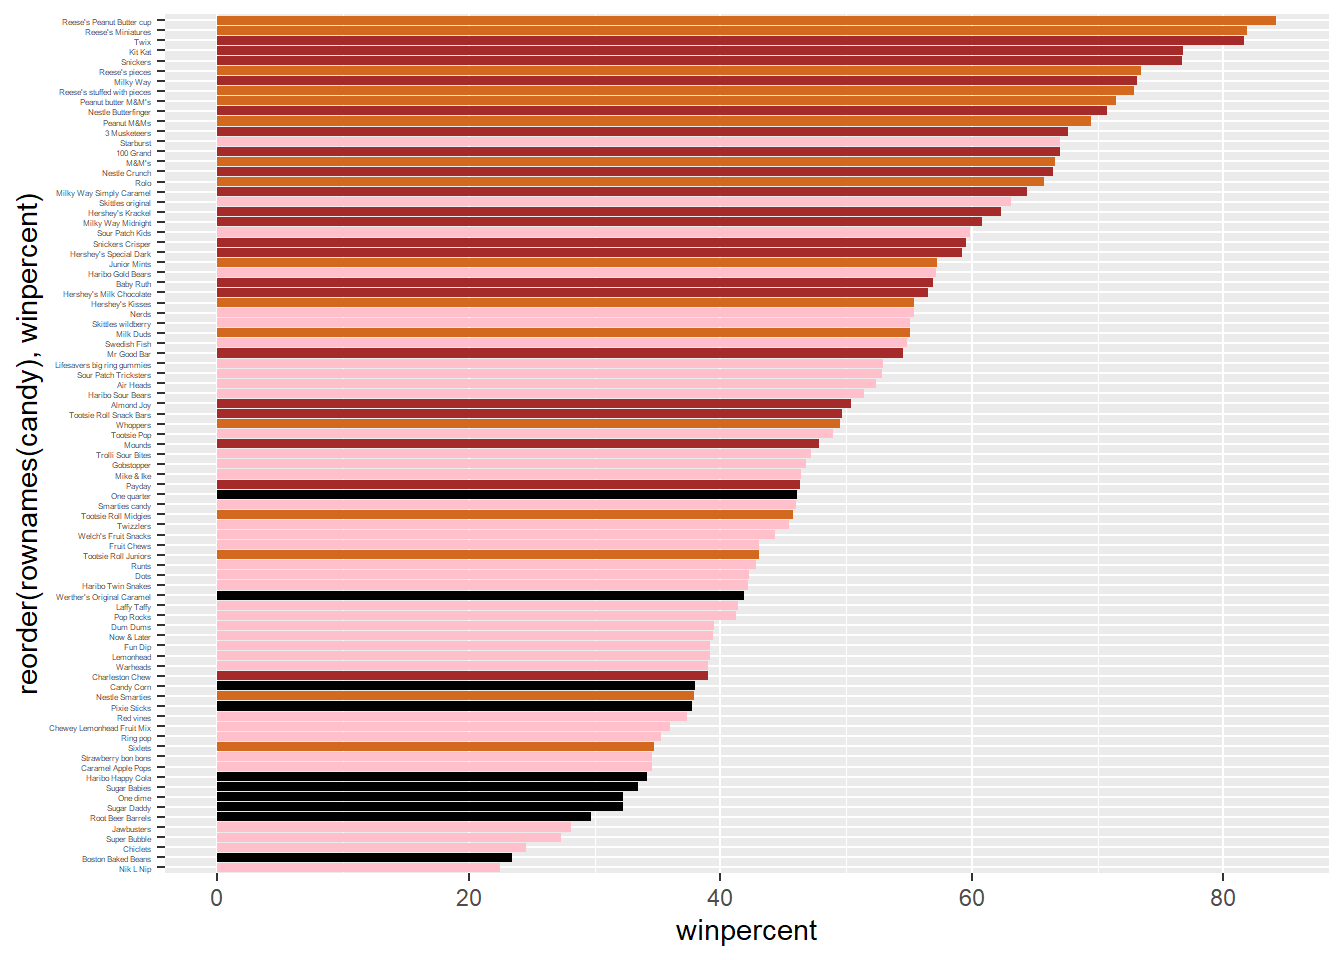 reorder(rownames(candy), winpercent)
Reese's Peanut Butter cup
Reese's Miniatures
Twix
Kit Kat
Snickers
Reese's pieces
Milky Way
Reese's stuffed with pieces
Peanut butter M&M's
Nestle Butterfinger
Peanut M&Ms
3 Musketeers
Starburst
100 Grand
M&M's
Nestle Crunch
Rolo
Milky Way Simply Caramel
Skittles original
Hershey's Krackel
Milky Way Midnight
Sour Patch Kids
Snickers Crisper
Hershey's Special Dark
Junior Mints
Haribo Gold Bears
Baby Ruth
Hershey's Milk Chocolate
Hershey's Kisses
Nerds
Skittles wildberry
Milk Duds
Swedish Fish
Mr Good Bar
Lifesavers big ring gummies
Sour Patch Tricksters
Air Heads
Haribo Sour Bears
Almond Joy
Tootsie Roll Snack Bars
Whoppers
Tootsie Pop
Mounds
Trolli Sour Bites
Gobstopper
Mike & Ike
Payday
One quarter
Smarties candy
Tootsie Roll Midgies
Twizzlers
Welch's Fruit Snacks
Fruit Chews
Tootsie Roll Juniors
Runts
Dots
Haribo Twin Snakes
Werther's Original Caramel
Laffy Taffy
Pop Rocks
Dum Dums
Now & Later
Fun Dip
Lemonhead
Warheads
Charleston Chew
Candy Corn
Nestle Smarties
Pixie Sticks
Red vines
Chewey Lemonhead Fruit Mix
Ring pop
Sixlets
Strawberry bon bons
Caramel Apple Pops
Haribo Happy Cola
Sugar Babies
One dime
Sugar Daddy
Root Beer Barrels
Jawbusters
Super Bubble
Chiclets
Boston Baked Beans
Nik L Nip
0 20 40 60 80
winpercent